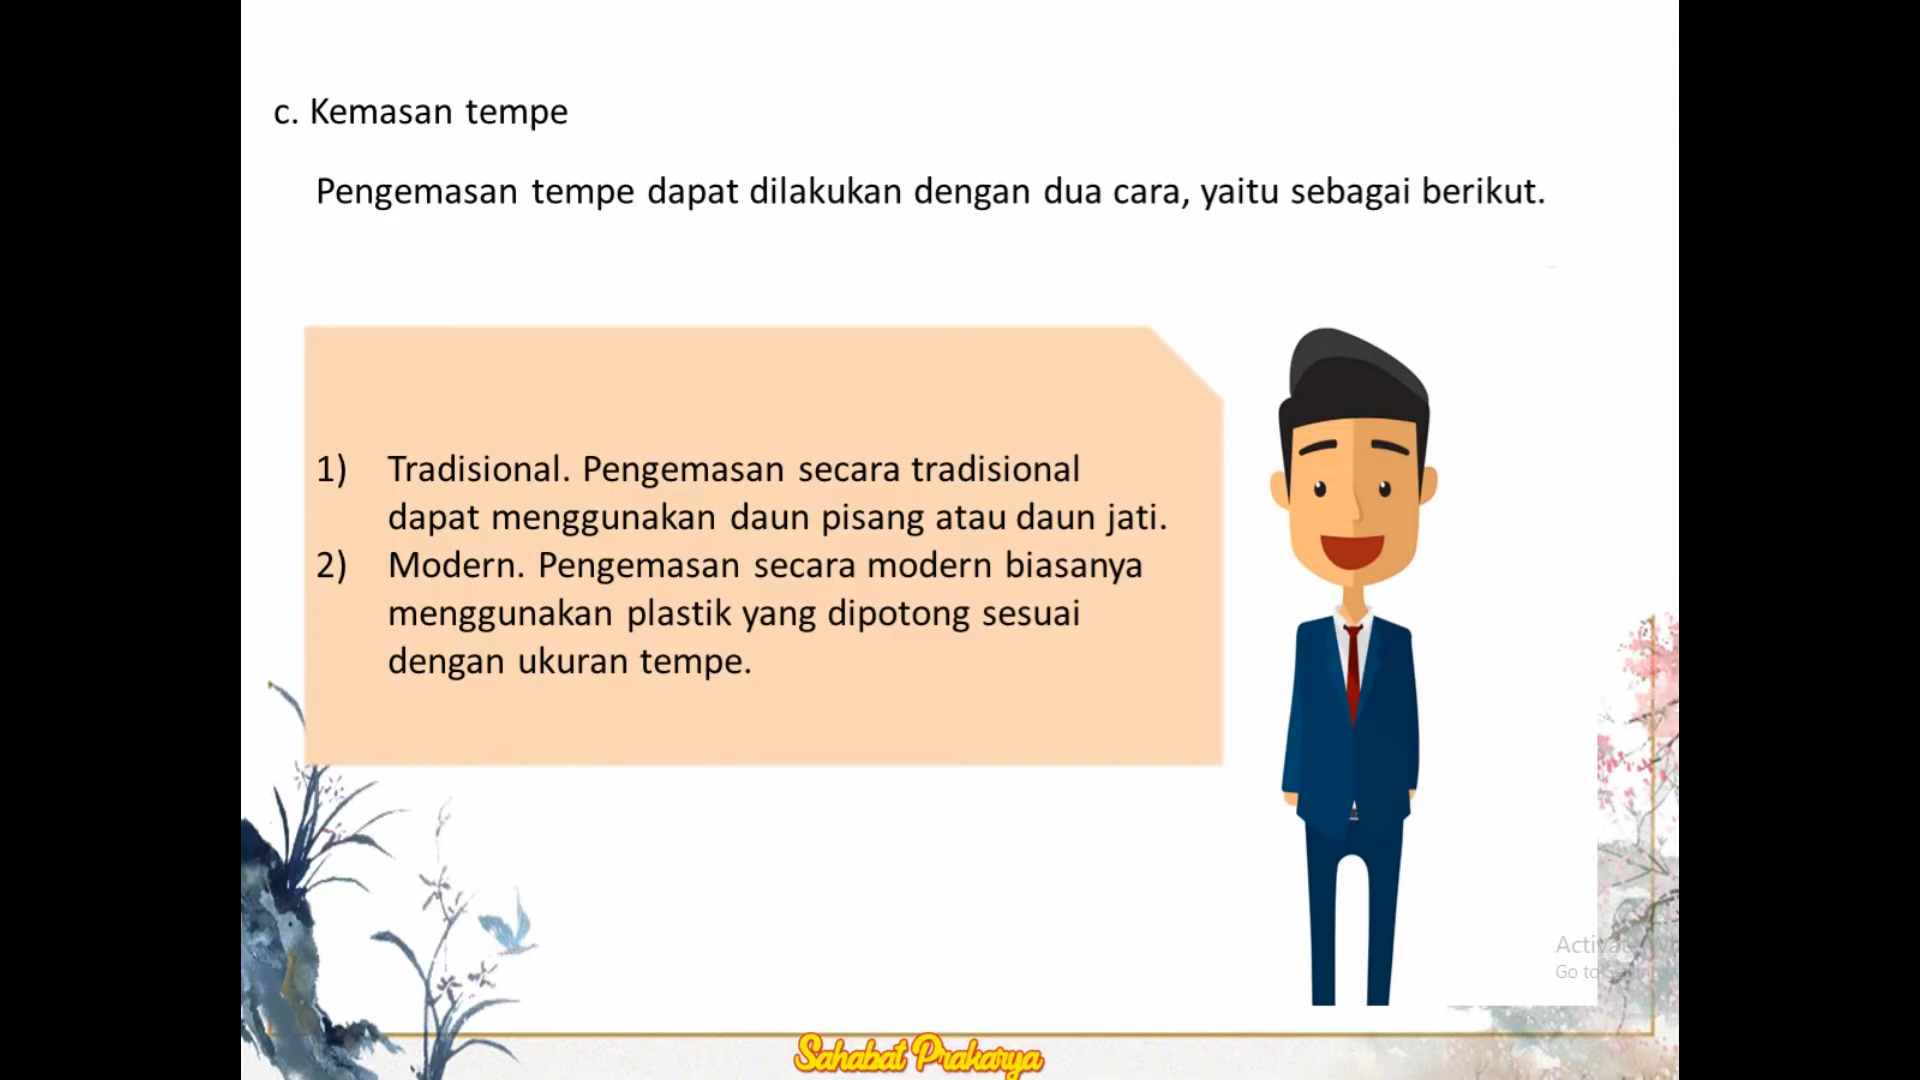 c. Kemasan tempe
Pengemasan tempe dapat dilakukan dengan dua cara, yaitu sebagai berikut.
1) Tradisional. Pengemasan secara tradisional
dapat menggunakan daun pisang atau daun jati.
2) Modern. Pengemasan secara modern biasanya
menggunakan plastik yang dipotong sesuai
dengan ukuran tempe.
Go to
Sahabat Prakarya